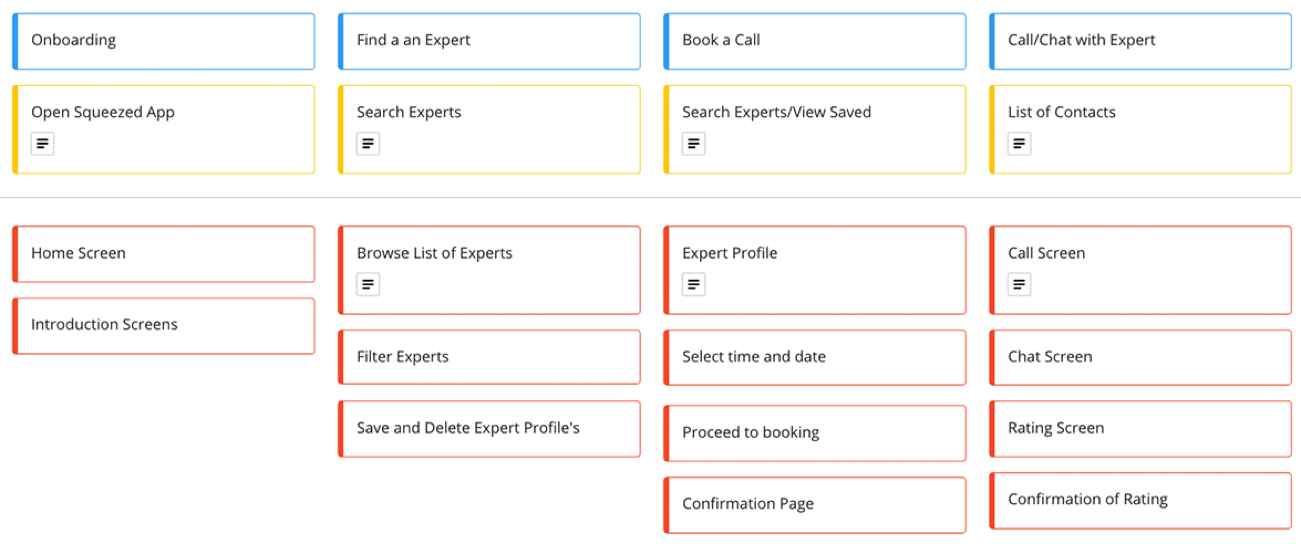 Onboarding
Find a an Expert
Book a Call
Call/Chat with Expert
Open Squeezed App
Search Experts
Search Experts/View Saved
List of Contacts
Home Screen
Browse List of Experts
Expert Profile
Call Screen
Introduction Screens
Filter Experts
Select time and date
Chat Screen
Save and Delete Expert Profile's
Proceed to booking
Rating Screen
Confirmation Page
Confirmation of Rating